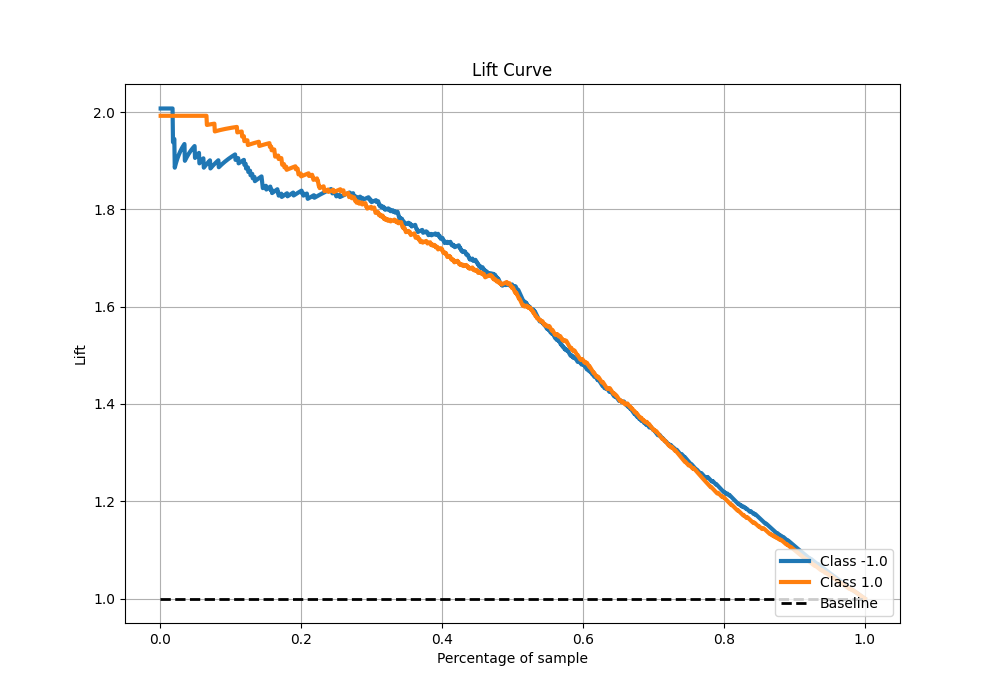 Lift Curve
Lift
2.0
1.8
1.6
1.4
1.2
1.0
Class -1.0
Class 1.0
Baseline
0.0 0.2 0.4 0.6 0.8 1.0
Percentage of sample